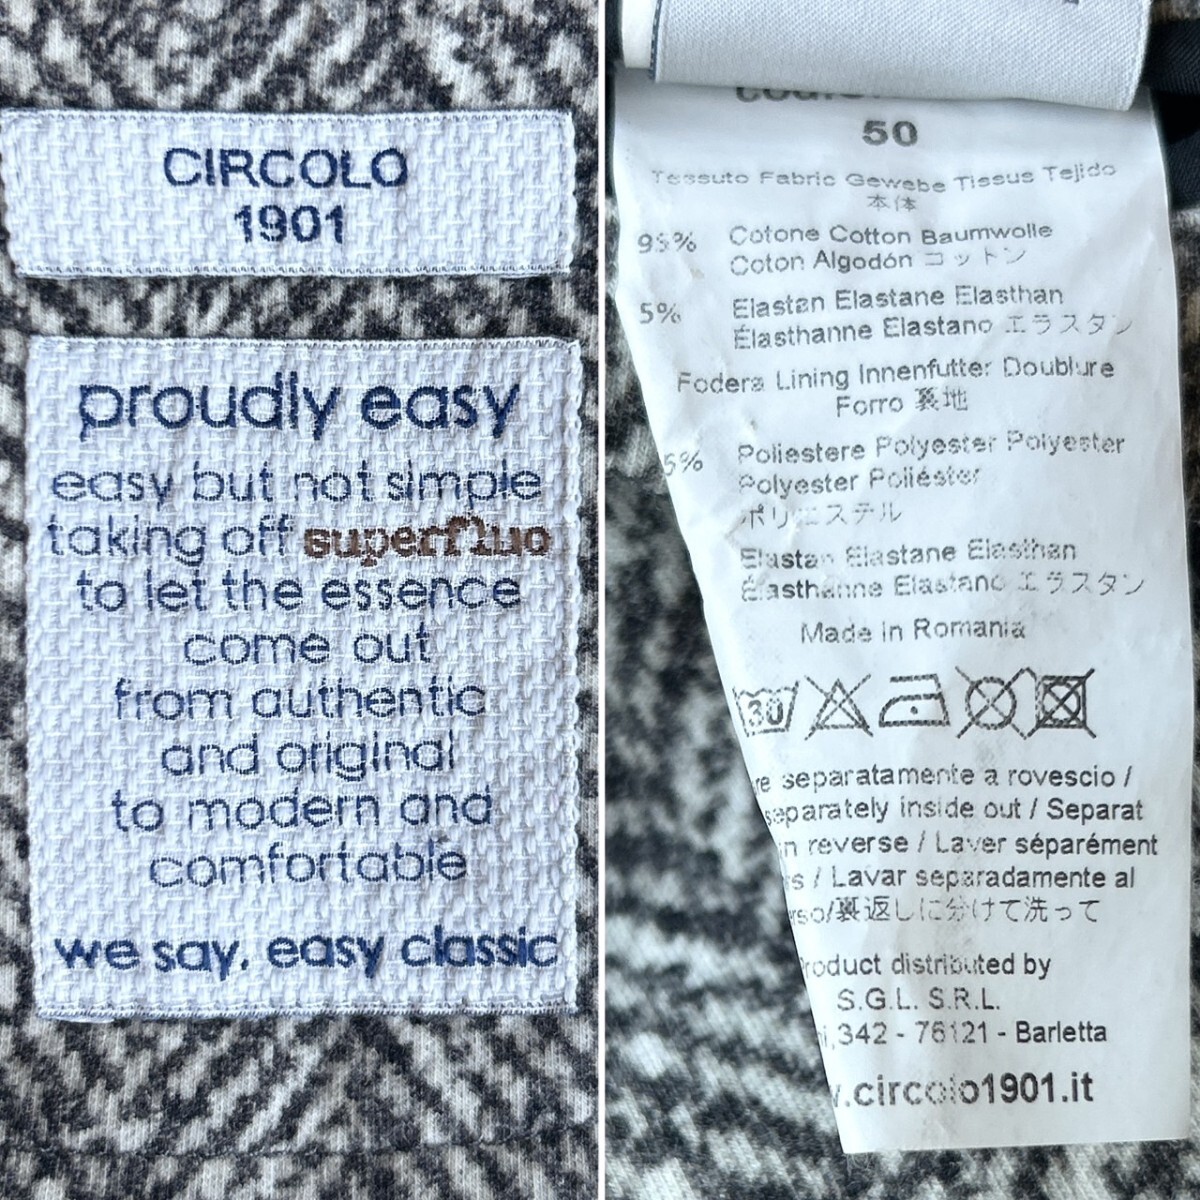 CIRCOLO
1901
proudly easy
easy but not simple
taking off superfluo
to let the essence
come out
from authentic
and original
to modern and
comfortable
we say, easy classic
50
Tessuto Fabric Gewebe Tissus Tejido
本体
95% Cotone Cotton Baumwolle
Coton Algodón コットン
5% Elastan Elastane Elasthan
Élasthanne Elastano エラスタン
Fodera Lining Innenfutter Doublure
Forro 裏地
5% Poliestere Polyester Polyester
Polyester Poliéster
ポリエステル
Elastan Elastane Elasthan
Élasthanne Elastano エラスタン
Made in Romania
30
re separatamente a rovescio /
separately inside out / Separat
in reverse / Laver séparément
s / Lavar separadamente al
rso/裏返しに分けて洗って
roduct distributed by
S.G.L. S.R.L.
,342 - 76121 - Barletta
.circolo1901.it